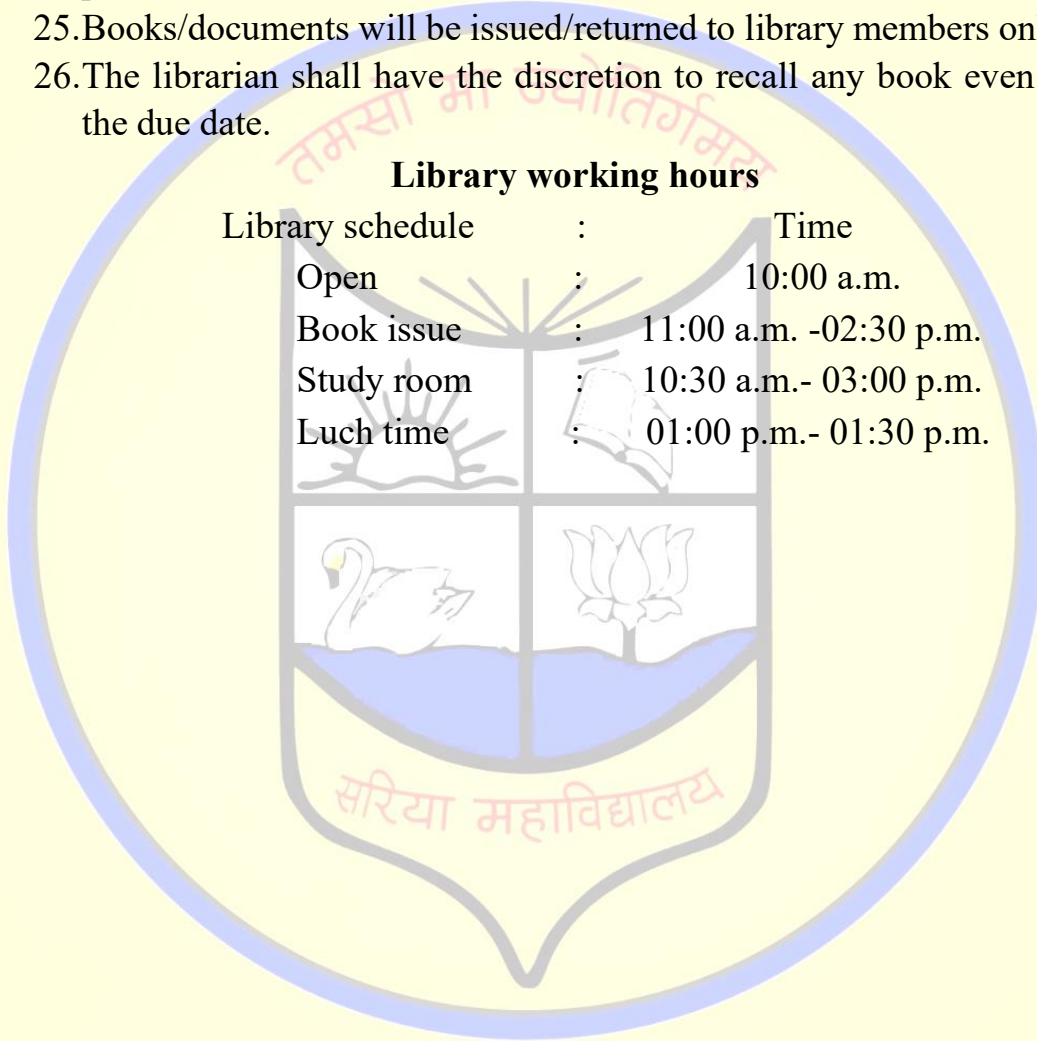 25.Books/documents will be issued/returned to library members on
26.The librarian shall have the discretion to recall any book even
the due date.
तमसो मा ज्योतिर्गमय
Library working hours
Library schedule : Time
Open : 10:00 a.m.
Book issue : 11:00 a.m. -02:30 p.m.
Study room : 10:30 a.m.- 03:00 p.m.
Luch time : 01:00 p.m.- 01:30 p.m.
सरिया महाविद्यालय